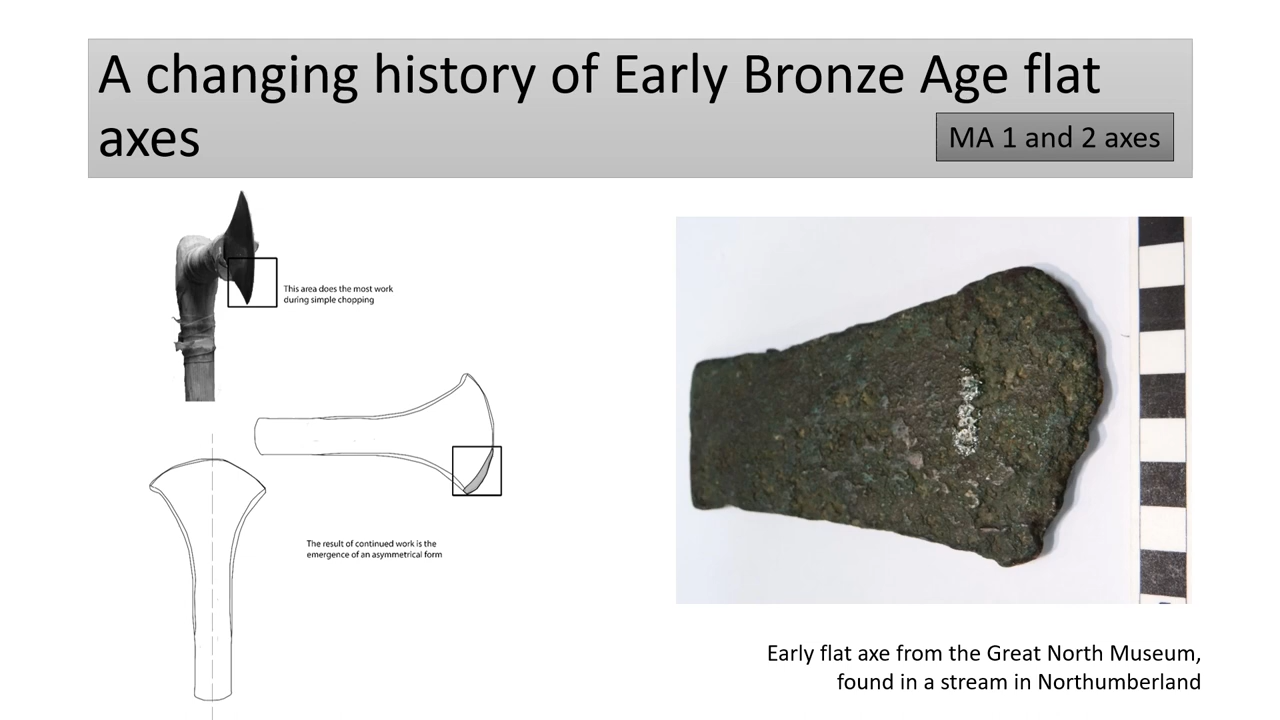 A changing history of Early Bronze Age flat
axes
MA 1 and 2 axes
This area does the most work
during simple chopping
The result of continued work is the
emergence of an asymmetrical form
Early flat axe from the Great North Museum,
found in a stream in Northumberland